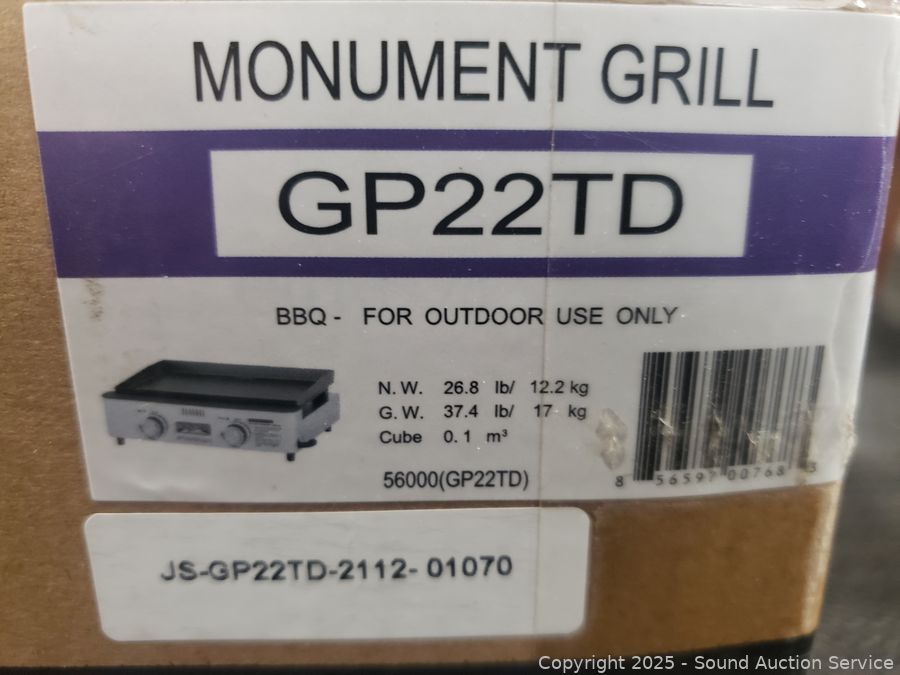 MONUMENT GRILL
GP22TD
BBQ - FOR OUTDOOR USE ONLY
N. W. 26.8 lb/ 12.2 kg
G. W. 37.4 lb/ 17 kg
Cube 0. 1 m³
56000(GP22TD)
8 56597 00768 3
JS-GP22TD-2112- 01070
Copyright © 2025 - Sound Auction Service